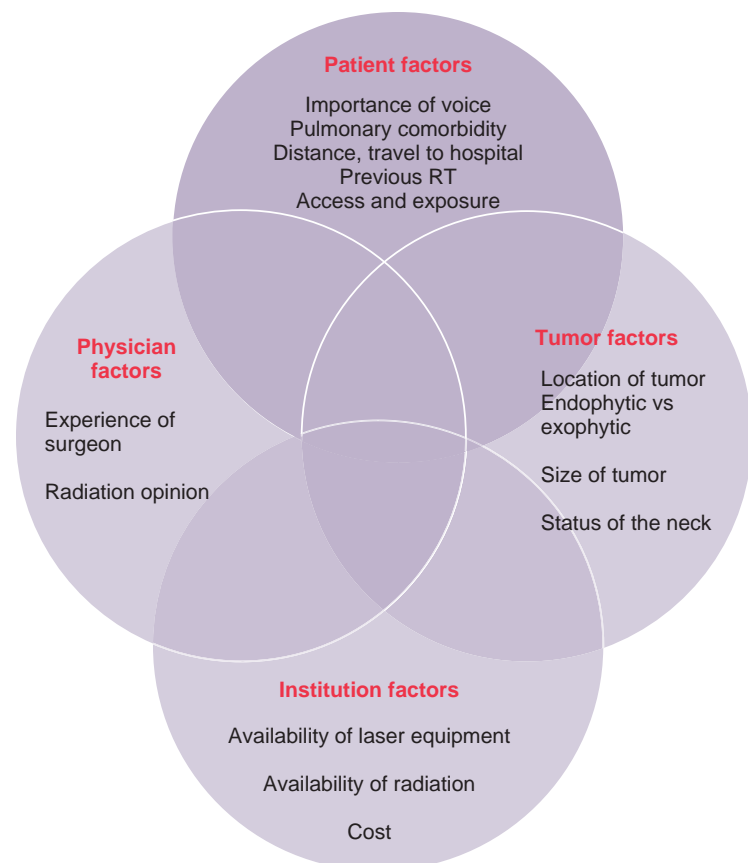 Patient factors
Importance of voice
Pulmonary comorbidity
Distance, travel to hospital
Previous RT
Access and exposure
Physician
factors
Experience of
surgeon
Radiation opinion
Tumor factors
Location of tumor
Endophytic vs
exophytic
Size of tumor
Status of the neck
Institution factors
Availability of laser equipment
Availability of radiation
Cost